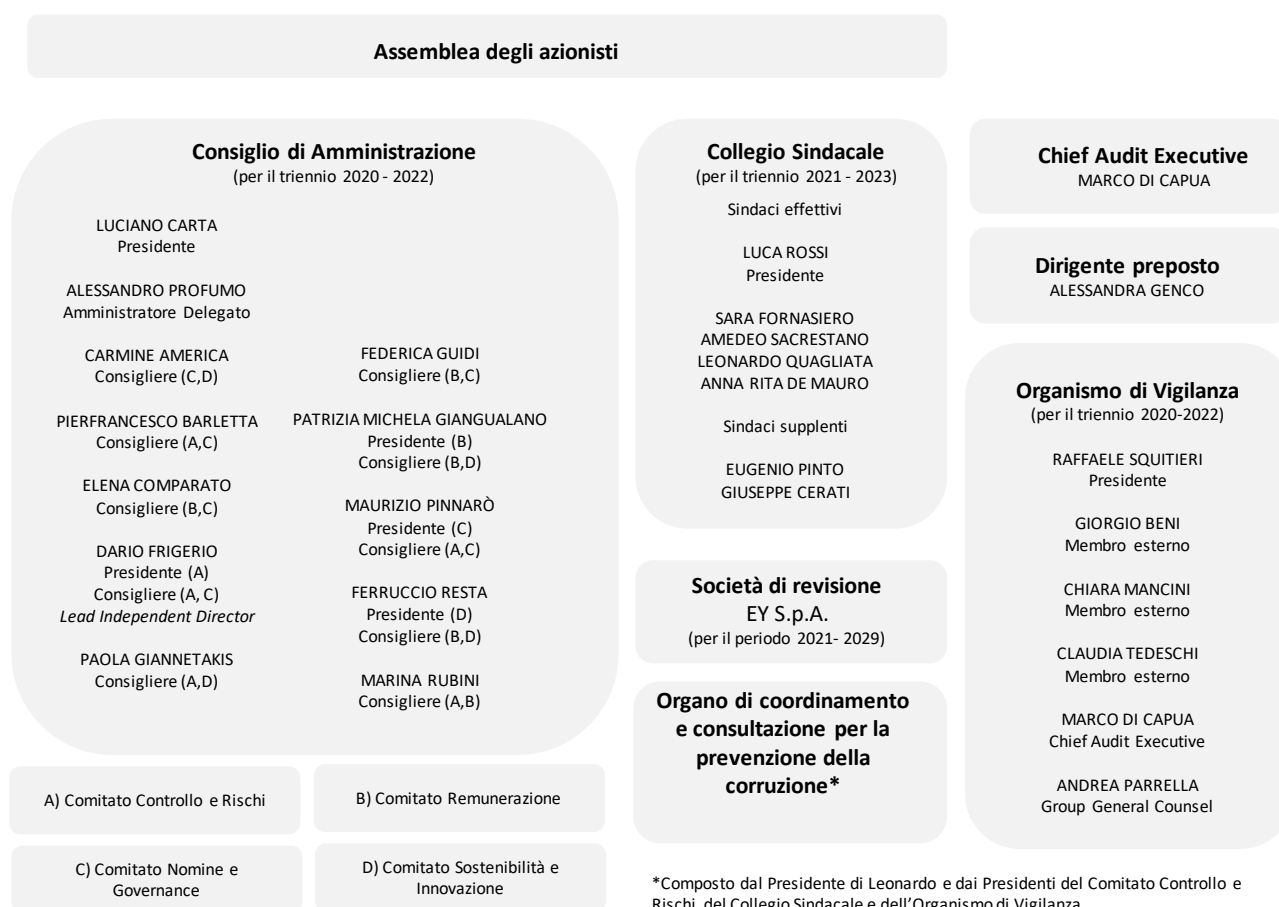 Assemblea degli azionisti
Consiglio di Amministrazione
(per il triennio 2020 - 2022)
LUCIANO CARTA
Presidente
ALESSANDRO PROFUMO
Amministratore Delegato
CARMINE AMERICA
Consigliere (C,D)
PIERFRANCESCO BARLETTA
Consigliere (A,C)
ELENA COMPARATO
Consigliere (B,C)
DARIO FRIGERIO
Presidente (A)
Consigliere (A, C)
Lead Independent Director
PAOLA GIANNETAKIS
Consigliere (A,D)
FEDERICA GUIDI
Consigliere (B,C)
PATRIZIA MICHELA GIANGUALANO
Presidente (B)
Consigliere (B,D)
MAURIZIO PINNARÒ
Presidente (C)
Consigliere (A,C)
FERRUCCIO RESTA
Presidente (D)
Consigliere (B,D)
MARINA RUBINI
Consigliere (A,B)
A) Comitato Controllo e Rischi
B) Comitato Remunerazione
C) Comitato Nomine e
Governance
D) Comitato Sostenibilità e
Innovazione
Collegio Sindacale
(per il triennio 2021 - 2023)
Sindaci effettivi
LUCA ROSSI
Presidente
SARA FORNASIERO
AMEDEO SACRESTANO
LEONARDO QUAGLIATA
ANNA RITA DE MAURO
Sindaci supplenti
EUGENIO PINTO
GIUSEPPE CERATI
Società di revisione
EY S.p.A.
(per il periodo 2021- 2029)
Organo di coordinamento
e consultazione per la
prevenzione della
corruzione*
Chief Audit Executive
MARCO DI CAPUA
Dirigente preposto
ALESSANDRA GENCO
Organismo di Vigilanza
(per il triennio 2020-2022)
RAFFAELE SQUITIERI
Presidente
GIORGIO BENI
Membro esterno
CHIARA MANCINI
Membro esterno
CLAUDIA TEDESCHI
Membro esterno
MARCO DI CAPUA
Chief Audit Executive
ANDREA PARRELLA
Group General Counsel
*Composto dal Presidente di Leonardo e dai Presidenti del Comitato Controllo e
Rischi, del Collegio Sindacale e dell'Organismo di Vigilanza